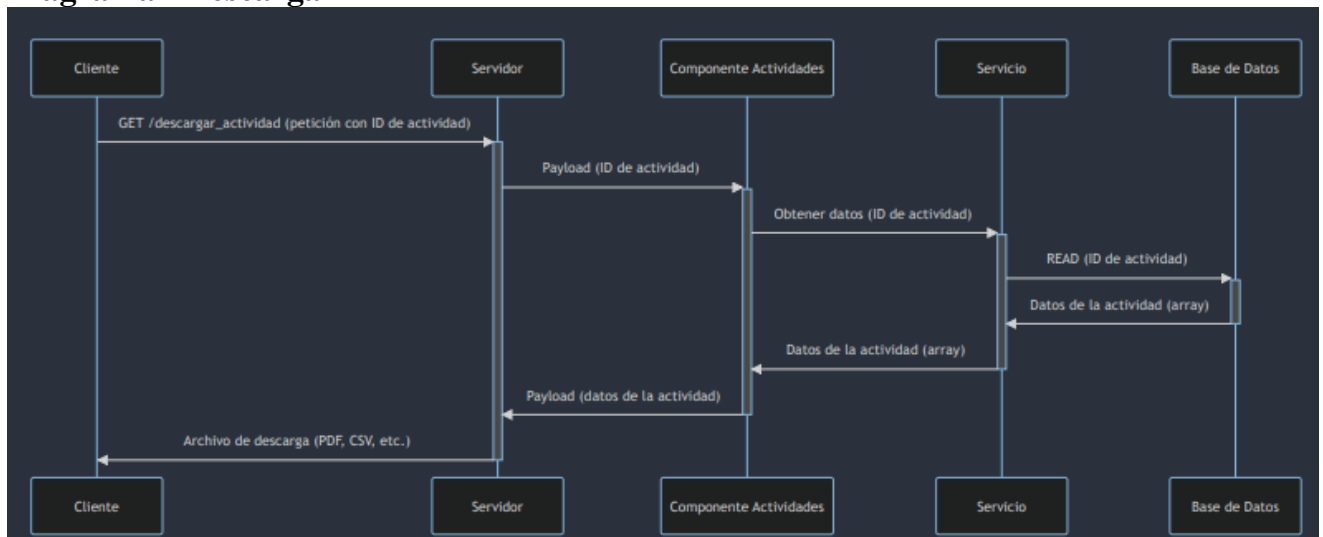 Cliente
Servidor
Componente Actividades
Servicio
Base de Datos
GET /descargar_actividad (petición con ID de actividad)
Payload (ID de actividad)
Obtener datos (ID de actividad)
READ (ID de actividad)
Datos de la actividad (array)
Datos de la actividad (array)
Payload (datos de la actividad)
Archivo de descarga (PDF, CSV, etc.)
Cliente
Servidor
Componente Actividades
Servicio
Base de Datos